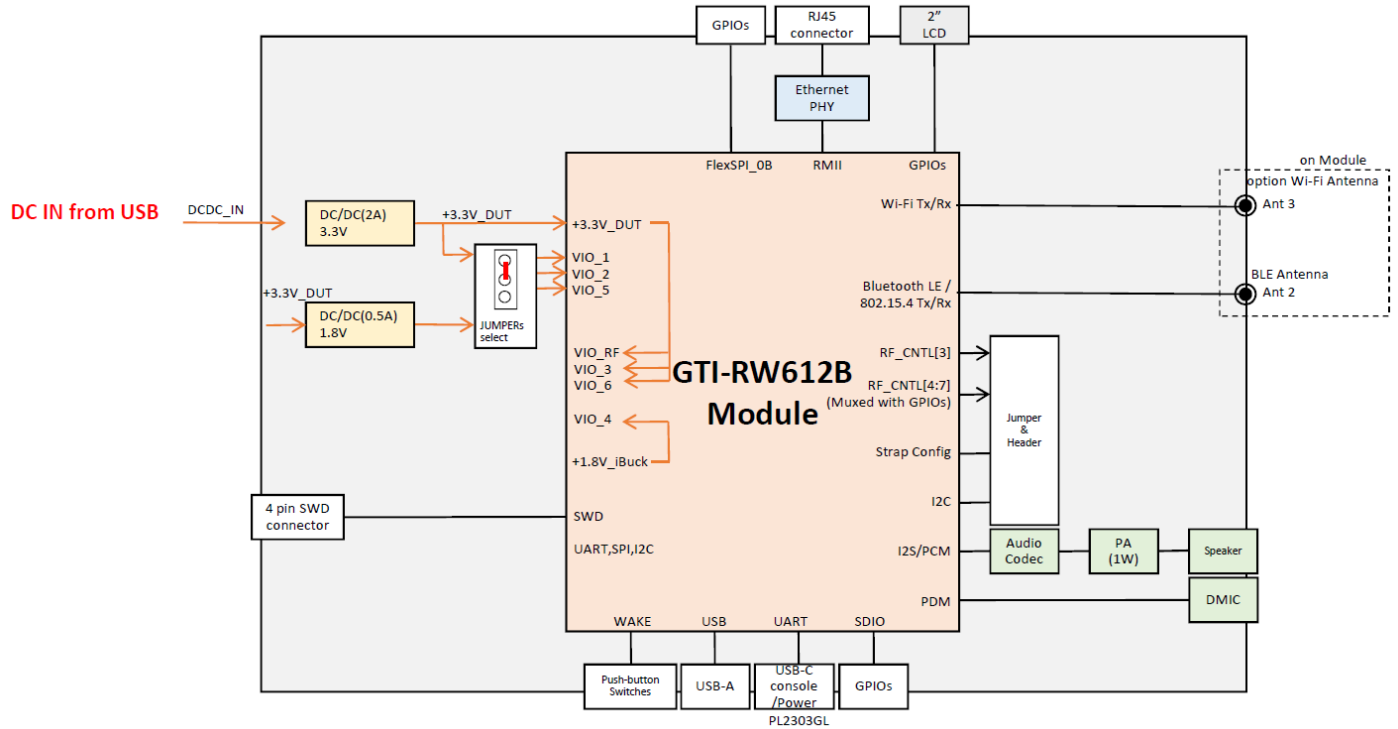 GPIOs
RJ45
connector
2”
LCD
Ethernet
PHY
FlexSPI_0B
RMII
GPIOs
on Module
option Wi-Fi Antenna
Ant 3
BLE Antenna
Ant 2
DC IN from USB
DCDC_IN
DC/DC(2A)
3.3V
+3.3V_DUT
+3.3V_DUT
DC/DC(0.5A)
1.8V
JUMPERs
select
+3.3V_DUT
VIO_1
VIO_2
VIO_5
VIO_RF
VIO_3
VIO_6
VIO_4
+1.8V_iBuck
GTI-RW612B
Module
Wi-Fi Tx/Rx
Bluetooth LE /
802.15.4 Tx/Rx
RF_CNTL[3]
RF_CNTL[4:7]
(Muxed with GPIOs)
Strap Config
I2C
Jumper
&
Header
4 pin SWD
connector
SWD
UART,SPI,I2C
I2S/PCM
Audio
Codec
PA
(1W)
Speaker
PDM
DMIC
WAKE
USB
UART
SDIO
Push-button
Switches
USB-A
USB-C
console
/Power
GPIOs
PL2303GL